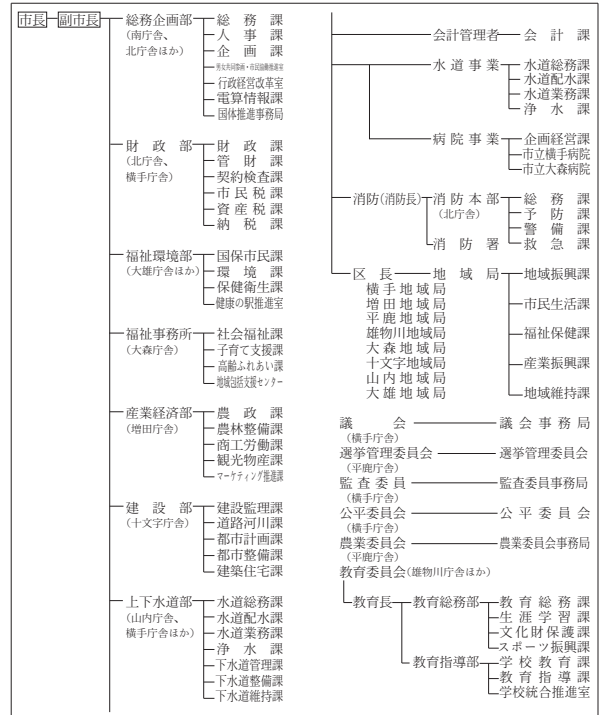 市長 副市長 総務企画部 総務課
(南庁舎、 人事課
北庁舎ほか) 企画課
男女共同参画・市民協働推進室
行政経営改革室
電算情報課
国体推進事務局
財政部 財政課
(北庁舎、 管財課
横手庁舎) 契約検査課
市民税課
資産税課
納税課
福祉環境部 国保市民課
(大雄庁舎ほか) 環境課
保健衛生課
健康の駅推進室
福祉事務所 社会福祉課
(大森庁舎) 子育て支援課
高齢ふれあい課
地域包括支援センター
産業経済部 農政課
(増田庁舎) 農林整備課
商工労働課
観光物産課
マーケティング推進課
建設部 建設監理課
(十文字庁舎) 道路河川課
都市計画課
都市整備課
建築住宅課
上下水道部 水道総務課
(山内庁舎、 水道配水課
横手庁舎ほか) 水道業務課
浄水課
下水道管理課
下水道整備課
下水道維持課
会計管理者 会計課
水道事業 水道総務課
水道配水課
水道業務課
浄水課
病院事業 企画経営課
市立横手病院
市立大森病院
消防(消防長) 消防本部 総務課
(北庁舎) 予防課
警備課
消防署 救急課
区長 地域局 地域振興課
横手地域局
増田地域局 市民生活課
平鹿地域局
雄物川地域局 福祉保健課
大森地域局
十文字地域局 産業振興課
山内地域局
大雄地域局 地域維持課
議会 議会事務局
(横手庁舎)
選挙管理委員会 選挙管理委員会
(平鹿庁舎)
監査委員 監査委員事務局
(横手庁舎)
公平委員会 公平委員会
(横手庁舎)
農業委員会 農業委員会事務局
(平鹿庁舎)
教育委員会(雄物川庁舎ほか)
教育長 教育総務部 教育総務課
生涯学習課
文化財保護課
スポーツ振興課
教育指導部 学校教育課
教育指導課
学校統合推進室